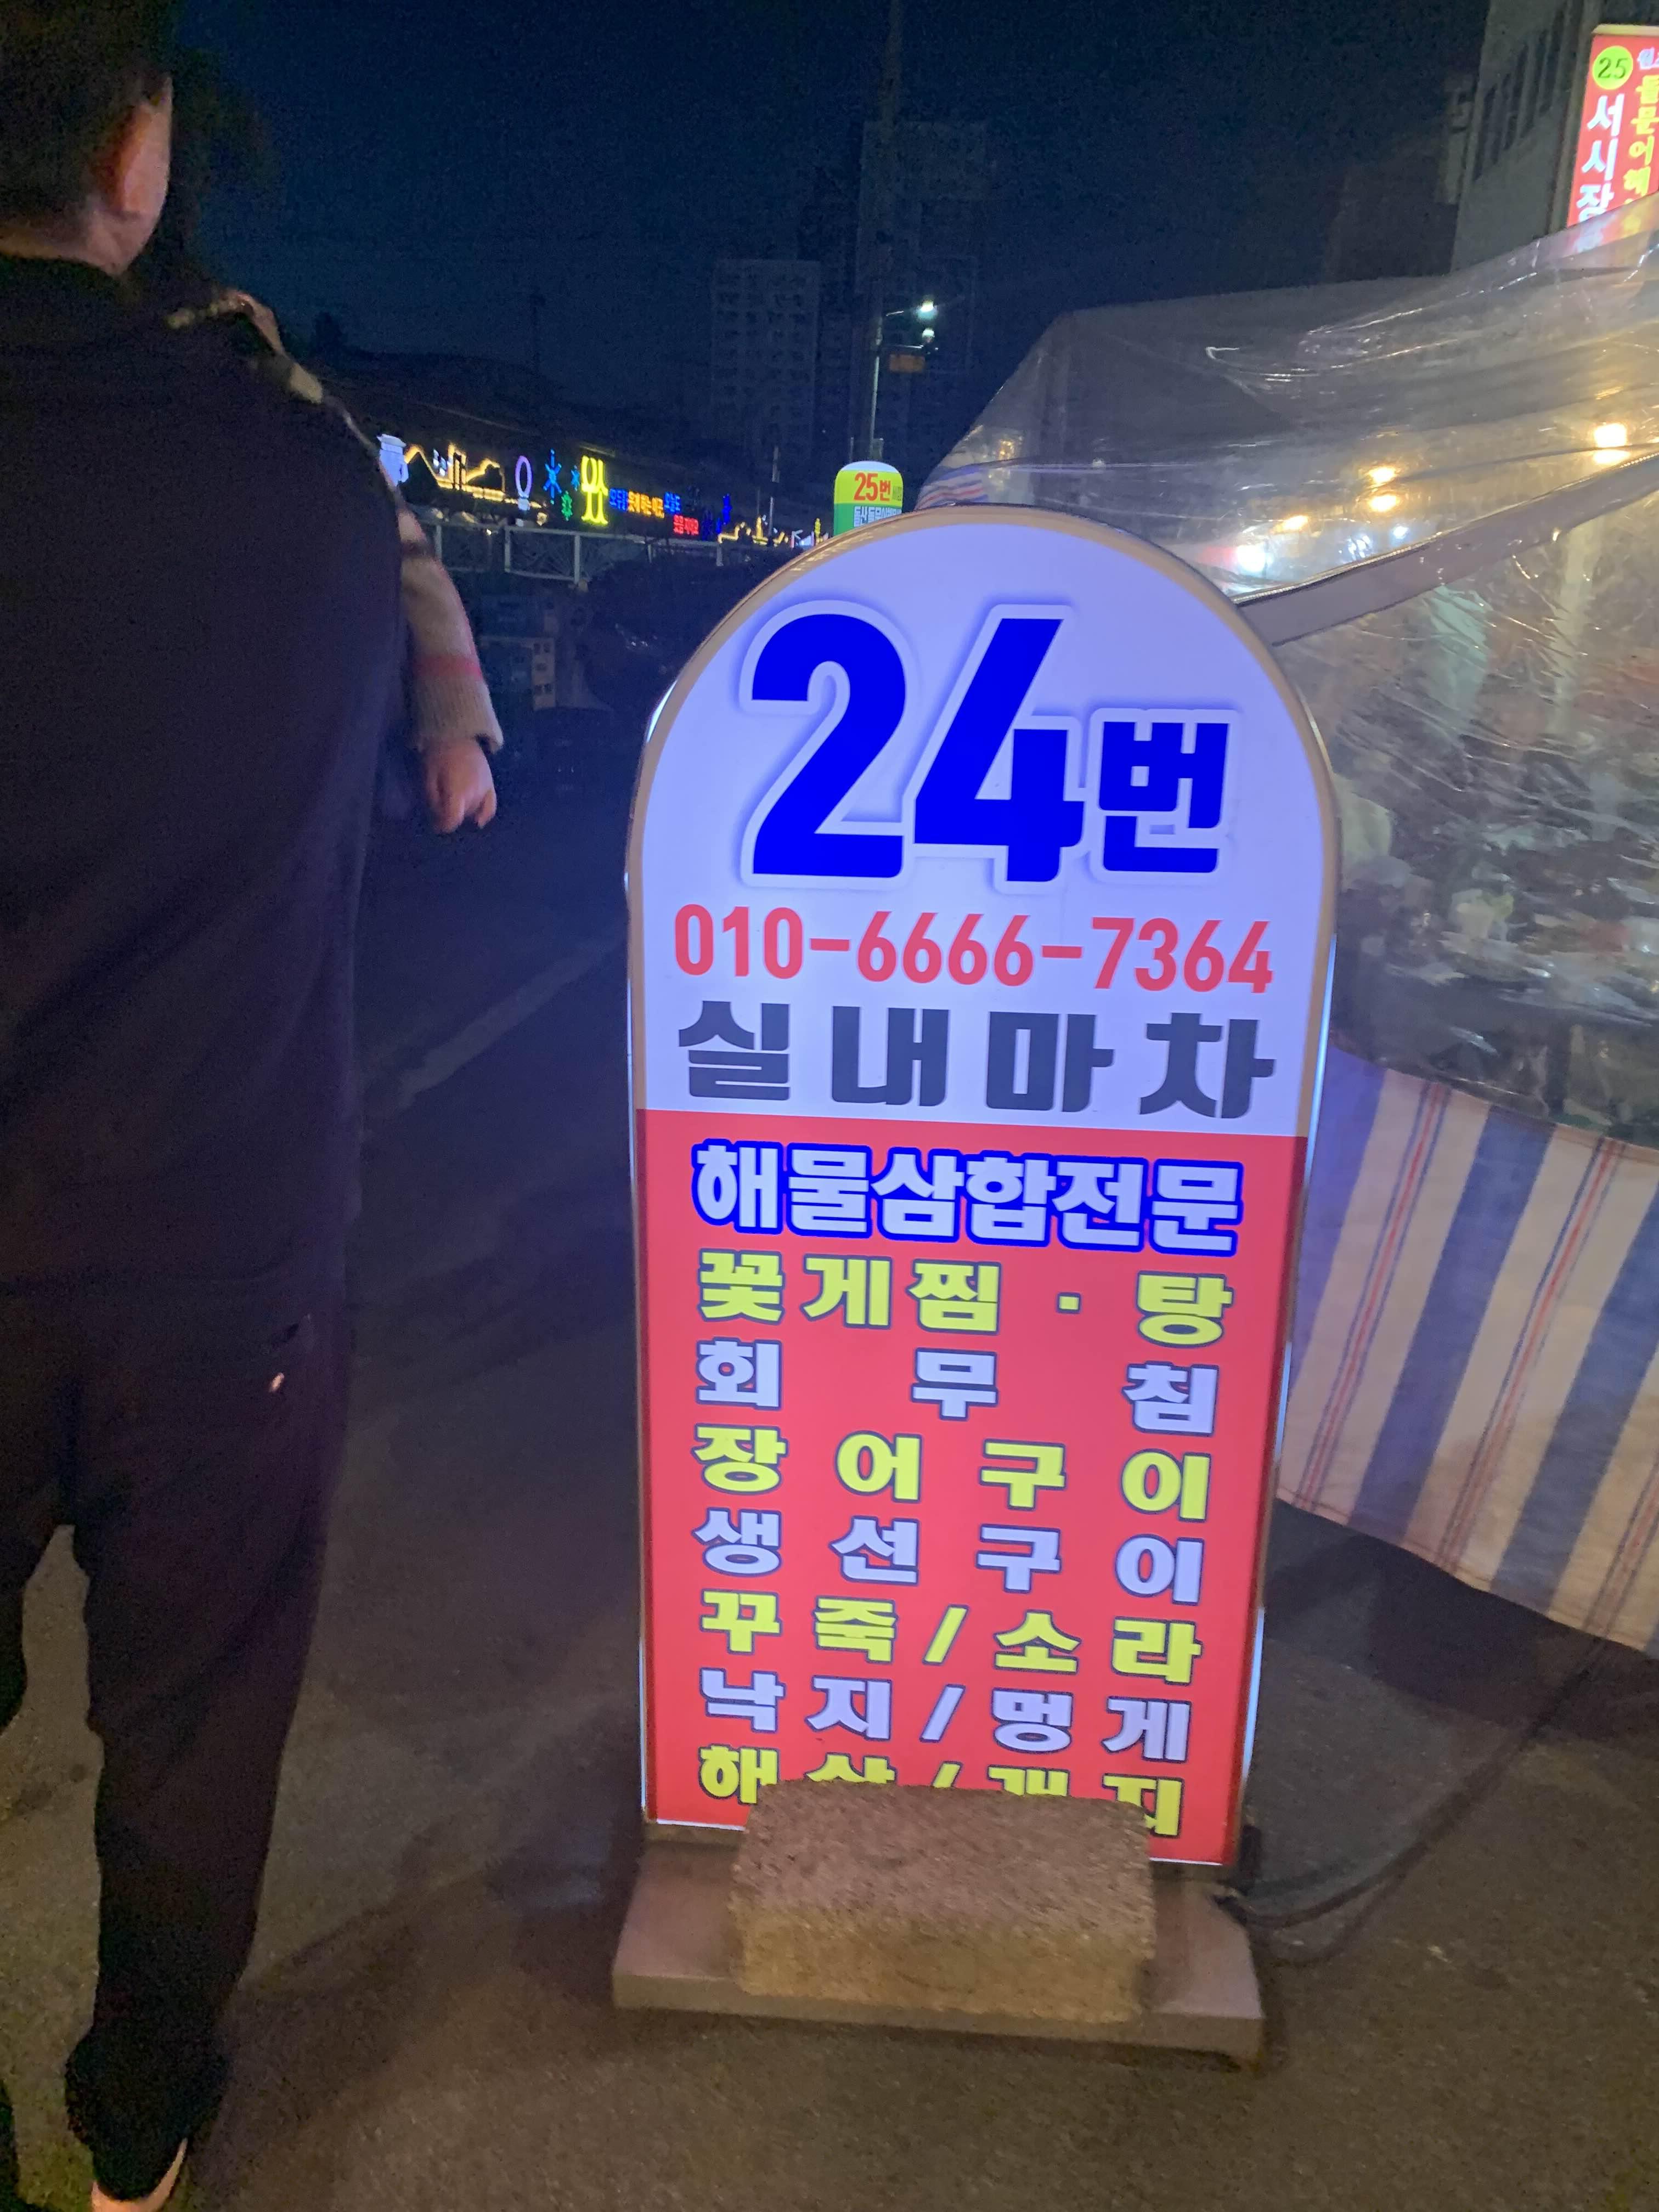 25
서시장
25번
24번
010-6666-7364
실내마차
해물삼합전문
꽃게찜 · 탕
회무침
장어구이
생선구이
꾸죽/소라
낙지/멍게